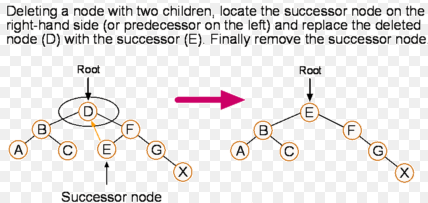 Deleting a node with two children, locate the successor node on the
right-hand side (or predecessor on the left) and replace the deleted
node (D) with the successor (E). Finally remove the successor node
Root
Root
D
E
B
F
B
F
A
C
E
G
A
C
G
X
X
Successor node